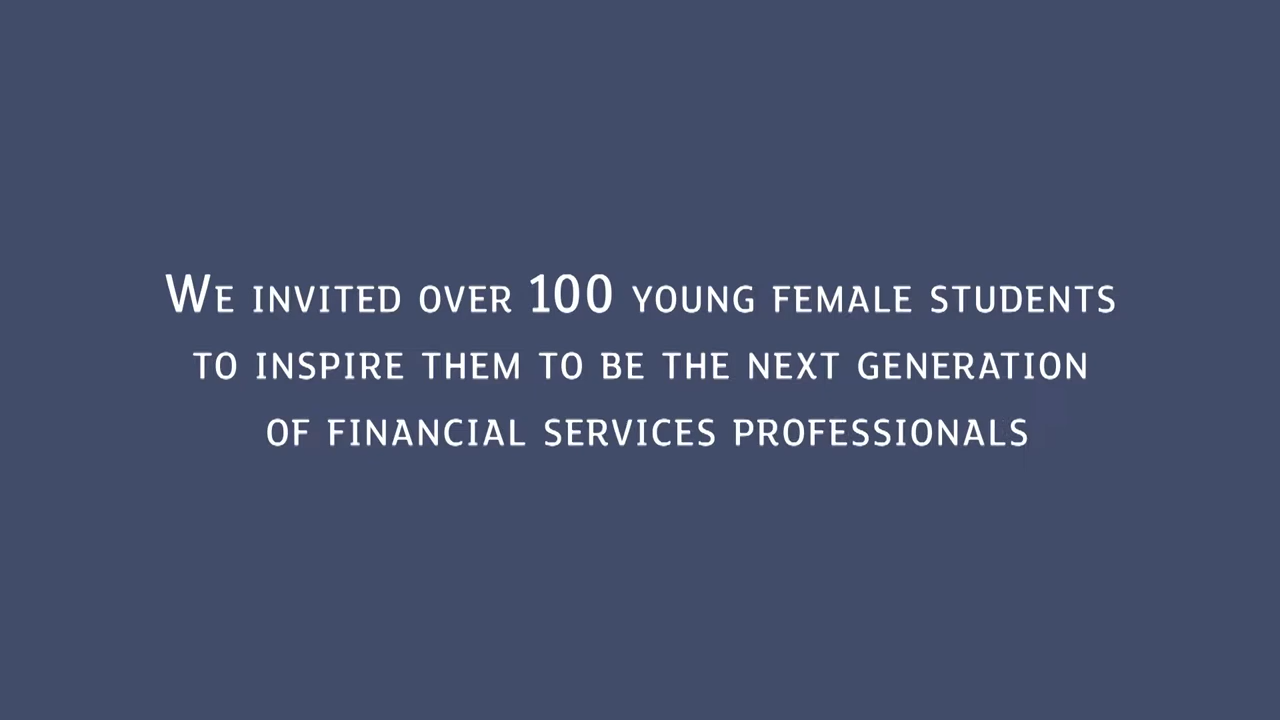 We invited over 100 young female students
to inspire them to be the next generation
of financial services professionals